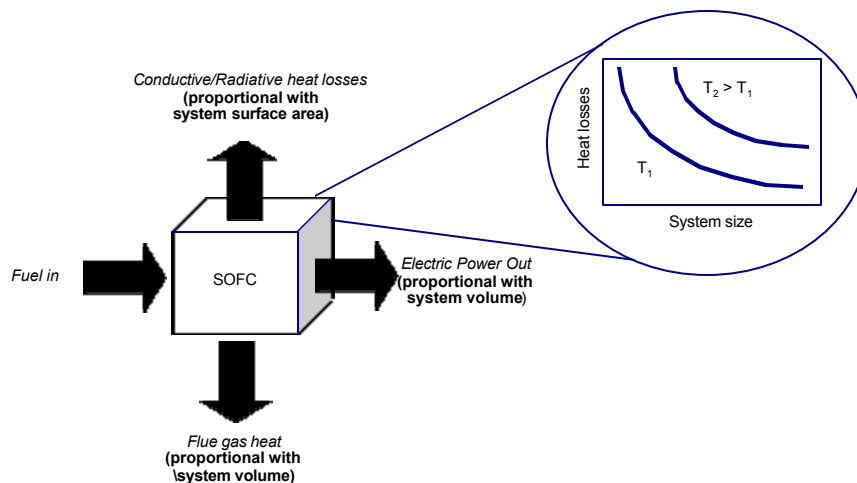 Conductive/Radiative heat losses
(proportional with
system surface area)
Heat losses
T₂ > T₁
T₁
System size
Fuel in
SOFC
Electric Power Out
(proportional with
system volume)
Flue gas heat
(proportional with
\system volume)